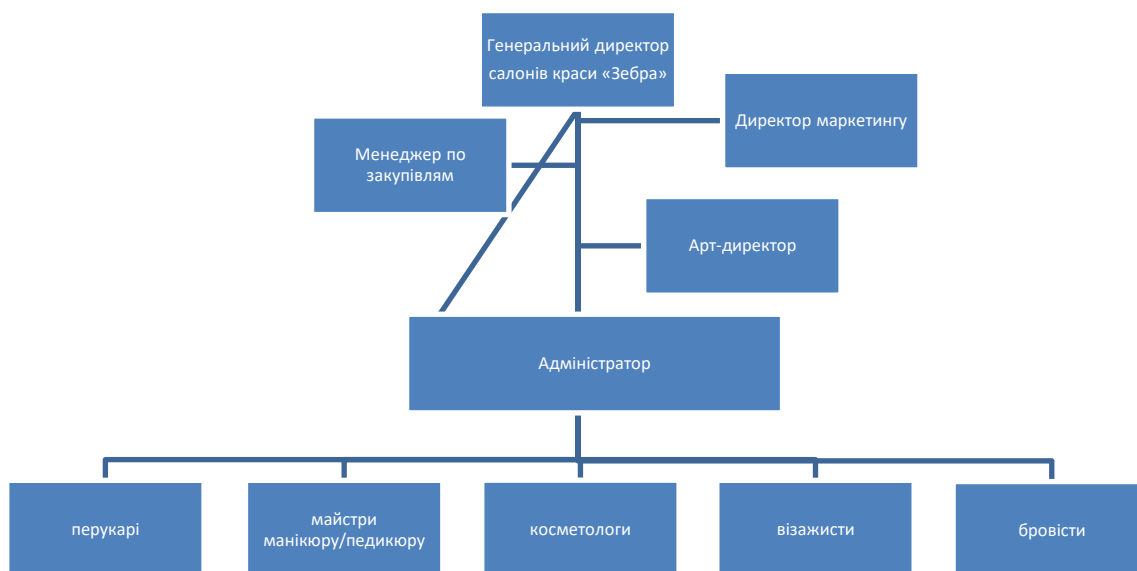 Генеральний директор
салонів краси «Зебра»
Директор маркетингу
Менеджер по
закупівлям
Арт-директор
Адміністратор
перукарі
майстри
манікюру/педикюру
косметологи
візажисти
бровісти